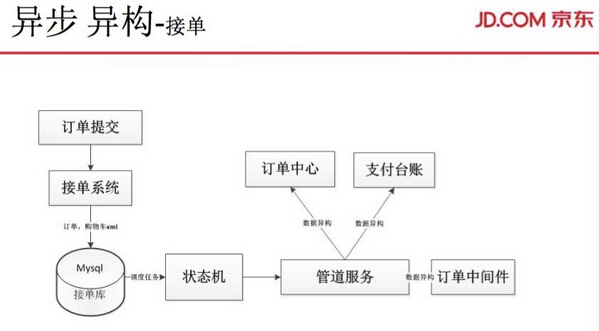 异步 异构-接单
JD.COM 京东
订单提交
接单系统
订单，购物车xml
Mysql
接单库
调度任务
状态机
管道服务
订单中心
支付台账
数据异构
数据异构
数据异构
订单中间件